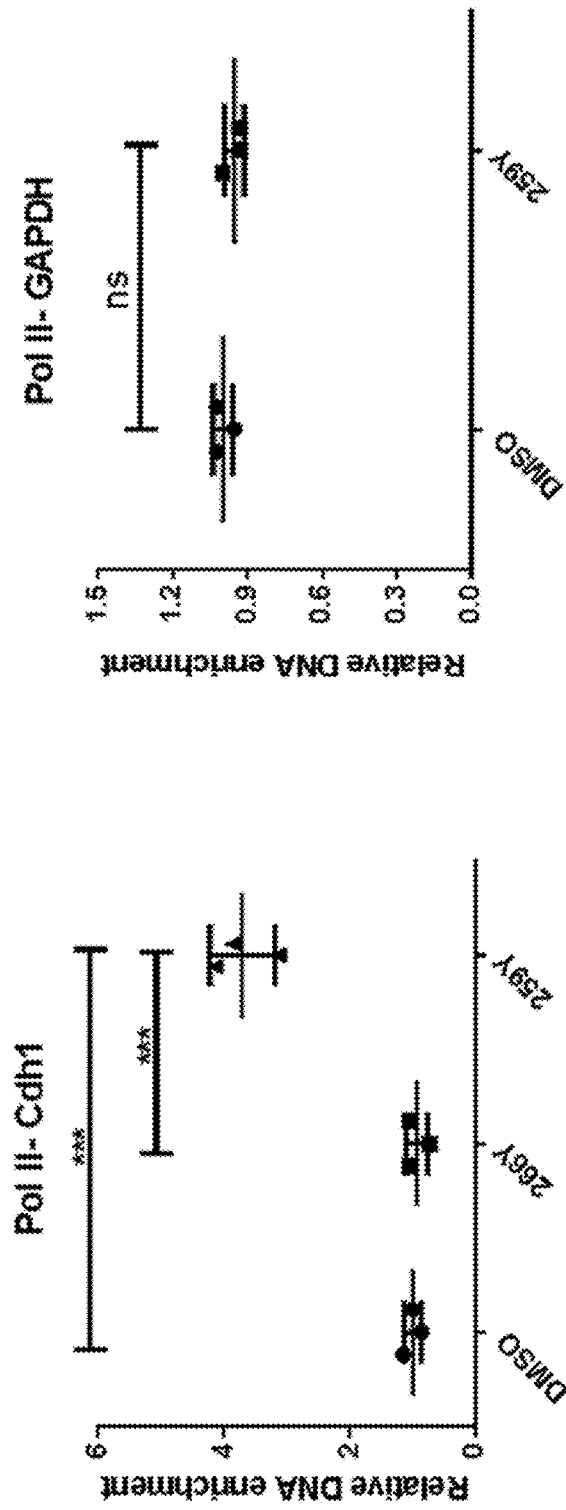 Pol II- Cdh1
***
***
6
4
2
0
Relative DNA enrichment
DMSO
266Y
259Y
Pol II- GAPDH
ns
1.5
1.2
0.9
0.6
0.3
0.0
Relative DNA enrichment
DMSO
259Y